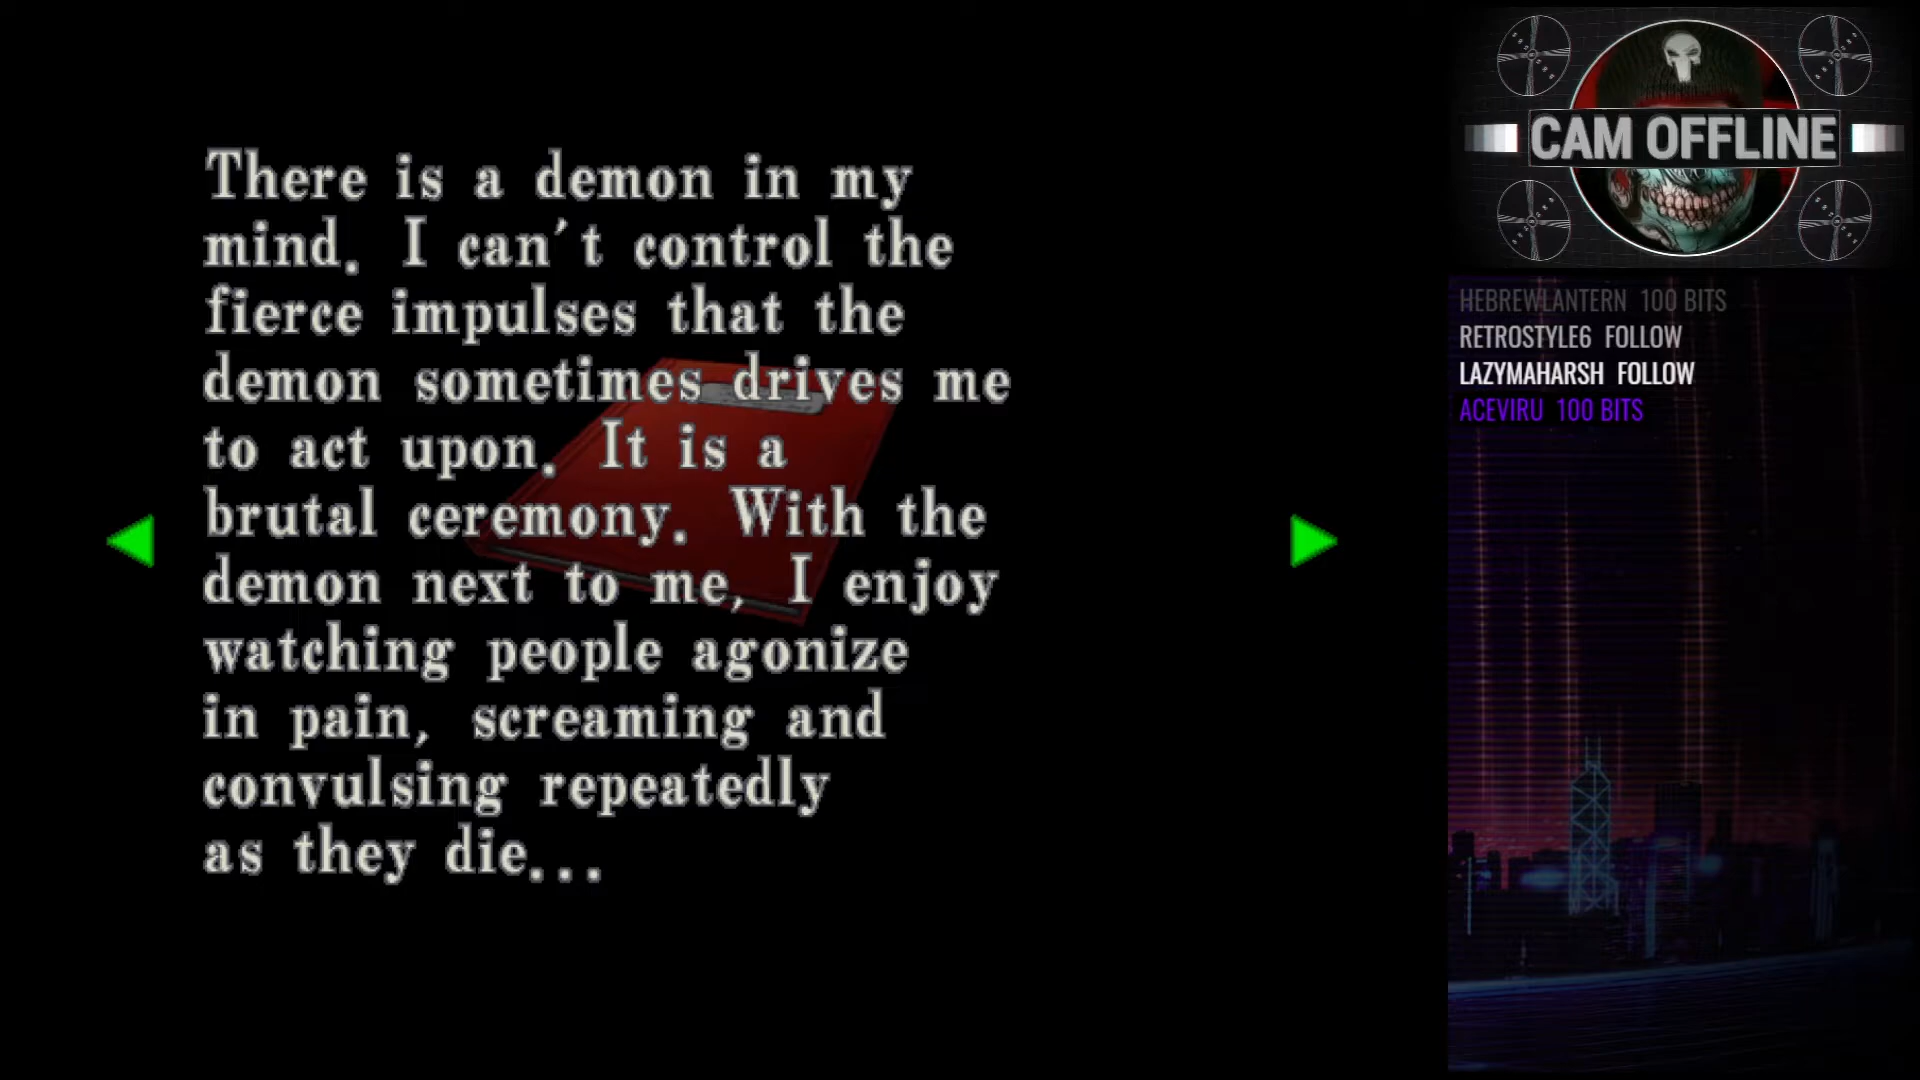 There is a demon in my
mind. I can't control the
fierce impulses that the
demon sometimes drives me
to act upon. It is a
brutal ceremony. With the
demon next to me, I enjoy
watching people agonize
in pain, screaming and
convulsing repeatedly
as they die...
CAM OFFLINE
HEBREWLANTERN 100 BITS
RETROSTYLE6 FOLLOW
LAZYMAHARSH FOLLOW
ACEVIRU 100 BITS